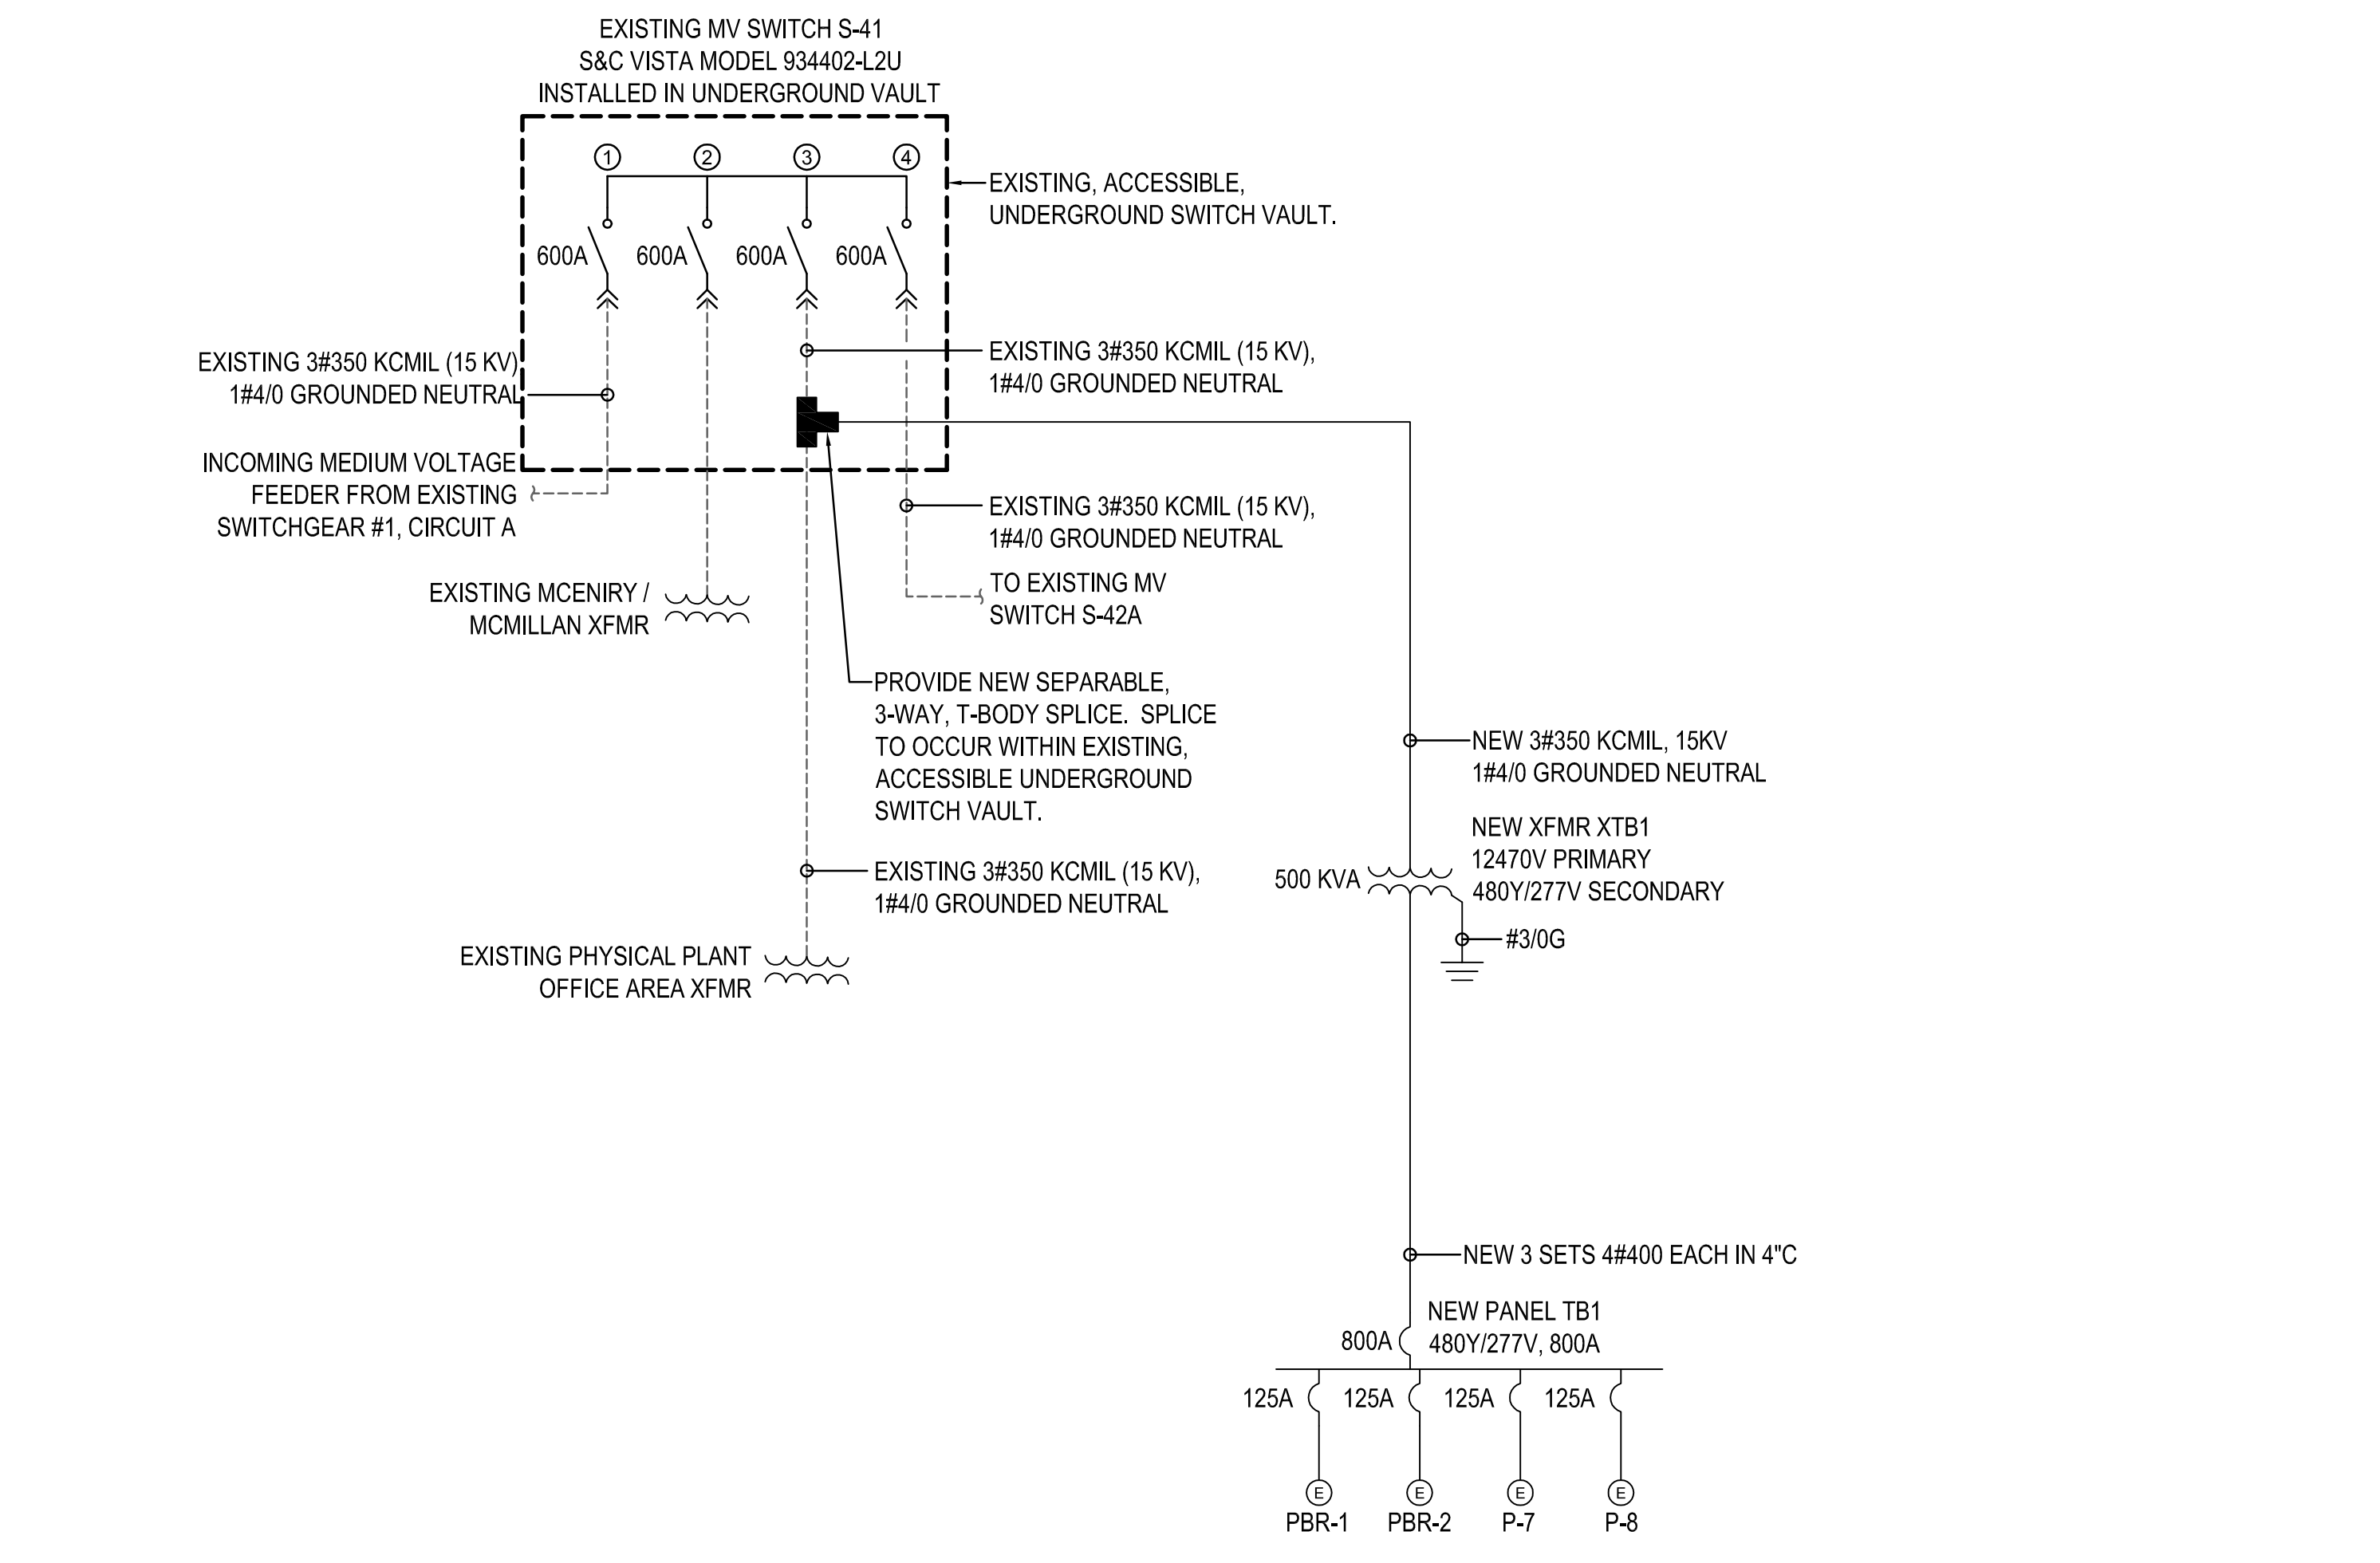 EXISTING MV SWITCH S-41
S&C VISTA MODEL 934402-L2U
INSTALLED IN UNDERGROUND VAULT
1
2
3
4
EXISTING, ACCESSIBLE,
UNDERGROUND SWITCH VAULT.
600A
600A
600A
600A
EXISTING 3#350 KCMIL (15 KV)
1#4/0 GROUNDED NEUTRAL
EXISTING 3#350 KCMIL (15 KV),
1#4/0 GROUNDED NEUTRAL
INCOMING MEDIUM VOLTAGE
FEEDER FROM EXISTING
SWITCHGEAR #1, CIRCUIT A
EXISTING 3#350 KCMIL (15 KV),
1#4/0 GROUNDED NEUTRAL
TO EXISTING MV
SWITCH S-42A
EXISTING MCENIRY /
MCMILLAN XFMR
PROVIDE NEW SEPARABLE,
3-WAY, T-BODY SPLICE.  SPLICE
TO OCCUR WITHIN EXISTING,
ACCESSIBLE UNDERGROUND
SWITCH VAULT.
NEW 3#350 KCMIL, 15KV
1#4/0 GROUNDED NEUTRAL
NEW XFMR XTB1
12470V PRIMARY
480Y/277V SECONDARY
500 KVA
#3/0G
EXISTING 3#350 KCMIL (15 KV),
1#4/0 GROUNDED NEUTRAL
EXISTING PHYSICAL PLANT
OFFICE AREA XFMR
NEW 3 SETS 4#400 EACH IN 4"C
NEW PANEL TB1
480Y/277V, 800A
800A
125A
125A
125A
125A
E
E
E
E
PBR-1
PBR-2
P-7
P-8